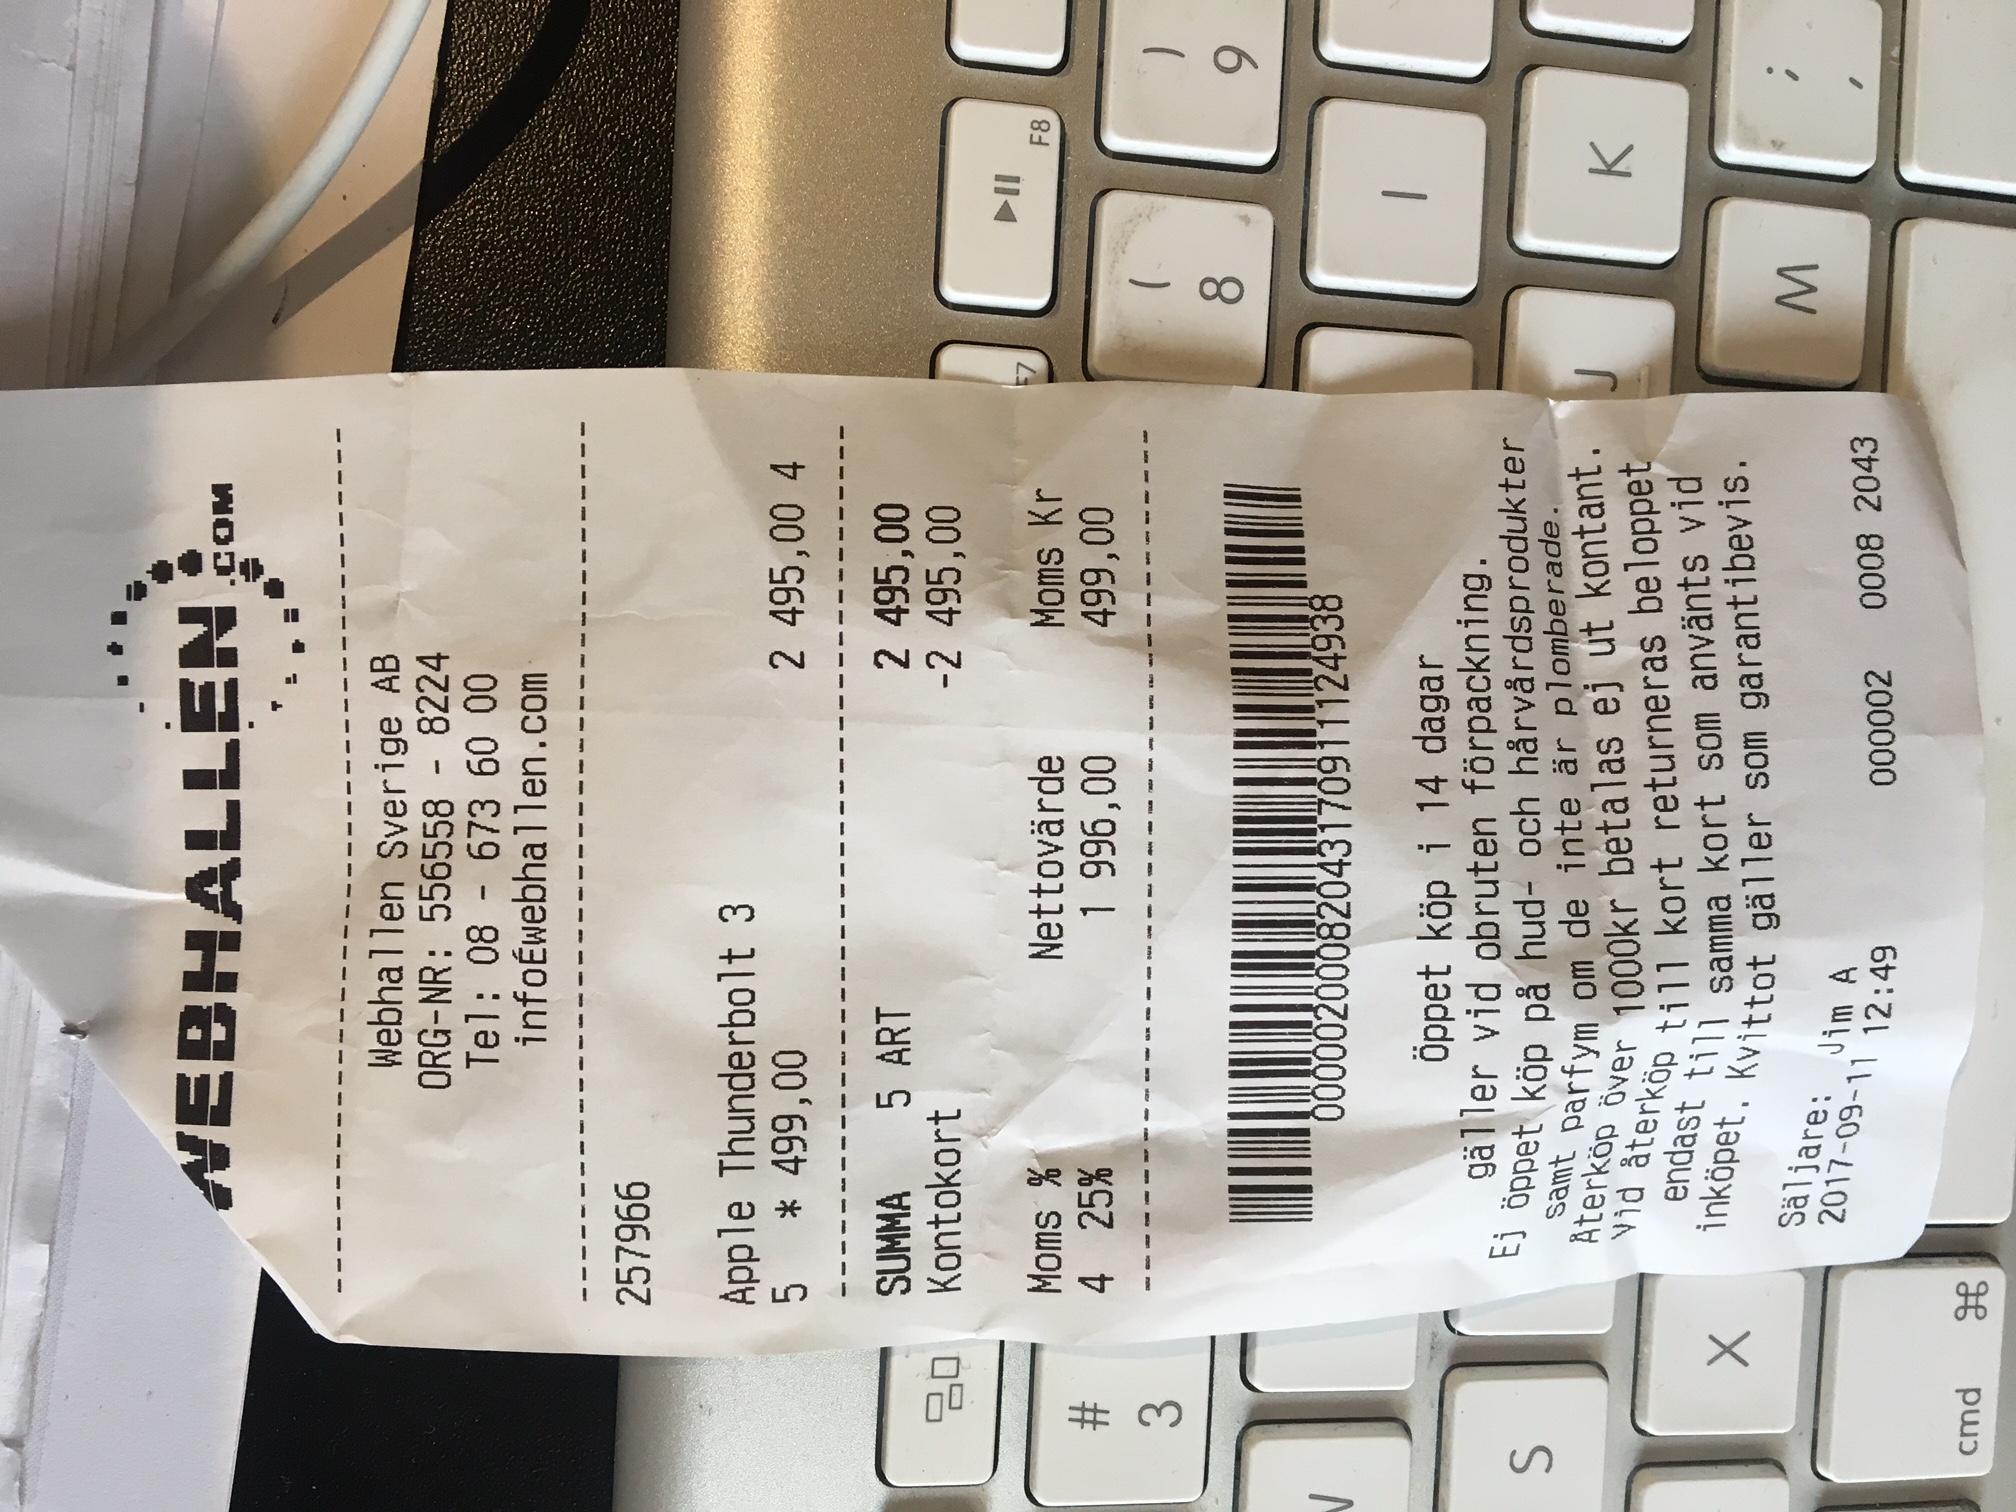 WEBHALLEN.COM
Webhallen Sverige AB
ORG-NR: 556558 - 8224
Tel: 08 - 673 60 00
infoÉwebhallen.com
257966
Apple Thunderbolt 3
5 * 499,00 2 495,00 4
SUMMA 5 ART 2 495,00
Kontokort -2 495,00
Moms % Nettovärde Moms Kr
4 25% 1 996,00 499,00
00000200082043170911124938
Öppet köp i 14 dagar
gäller vid obruten förpackning.
Ej öppet köp på hud- och hårvårdsprodukter
samt parfym om de inte är plomberade.
Återköp över 1000kr betalas ej ut kontant.
Vid återköp till kort returneras beloppet
endast till samma kort som använts vid
inköpet. Kvittot gäller som garantibevis.
Säljare: Jim A
2017-09-11 12:49 000002 0008 2043
F7
F8
#
3
(
8
)
9
I
S
J
K
X
M
;
,
cmd ⌘